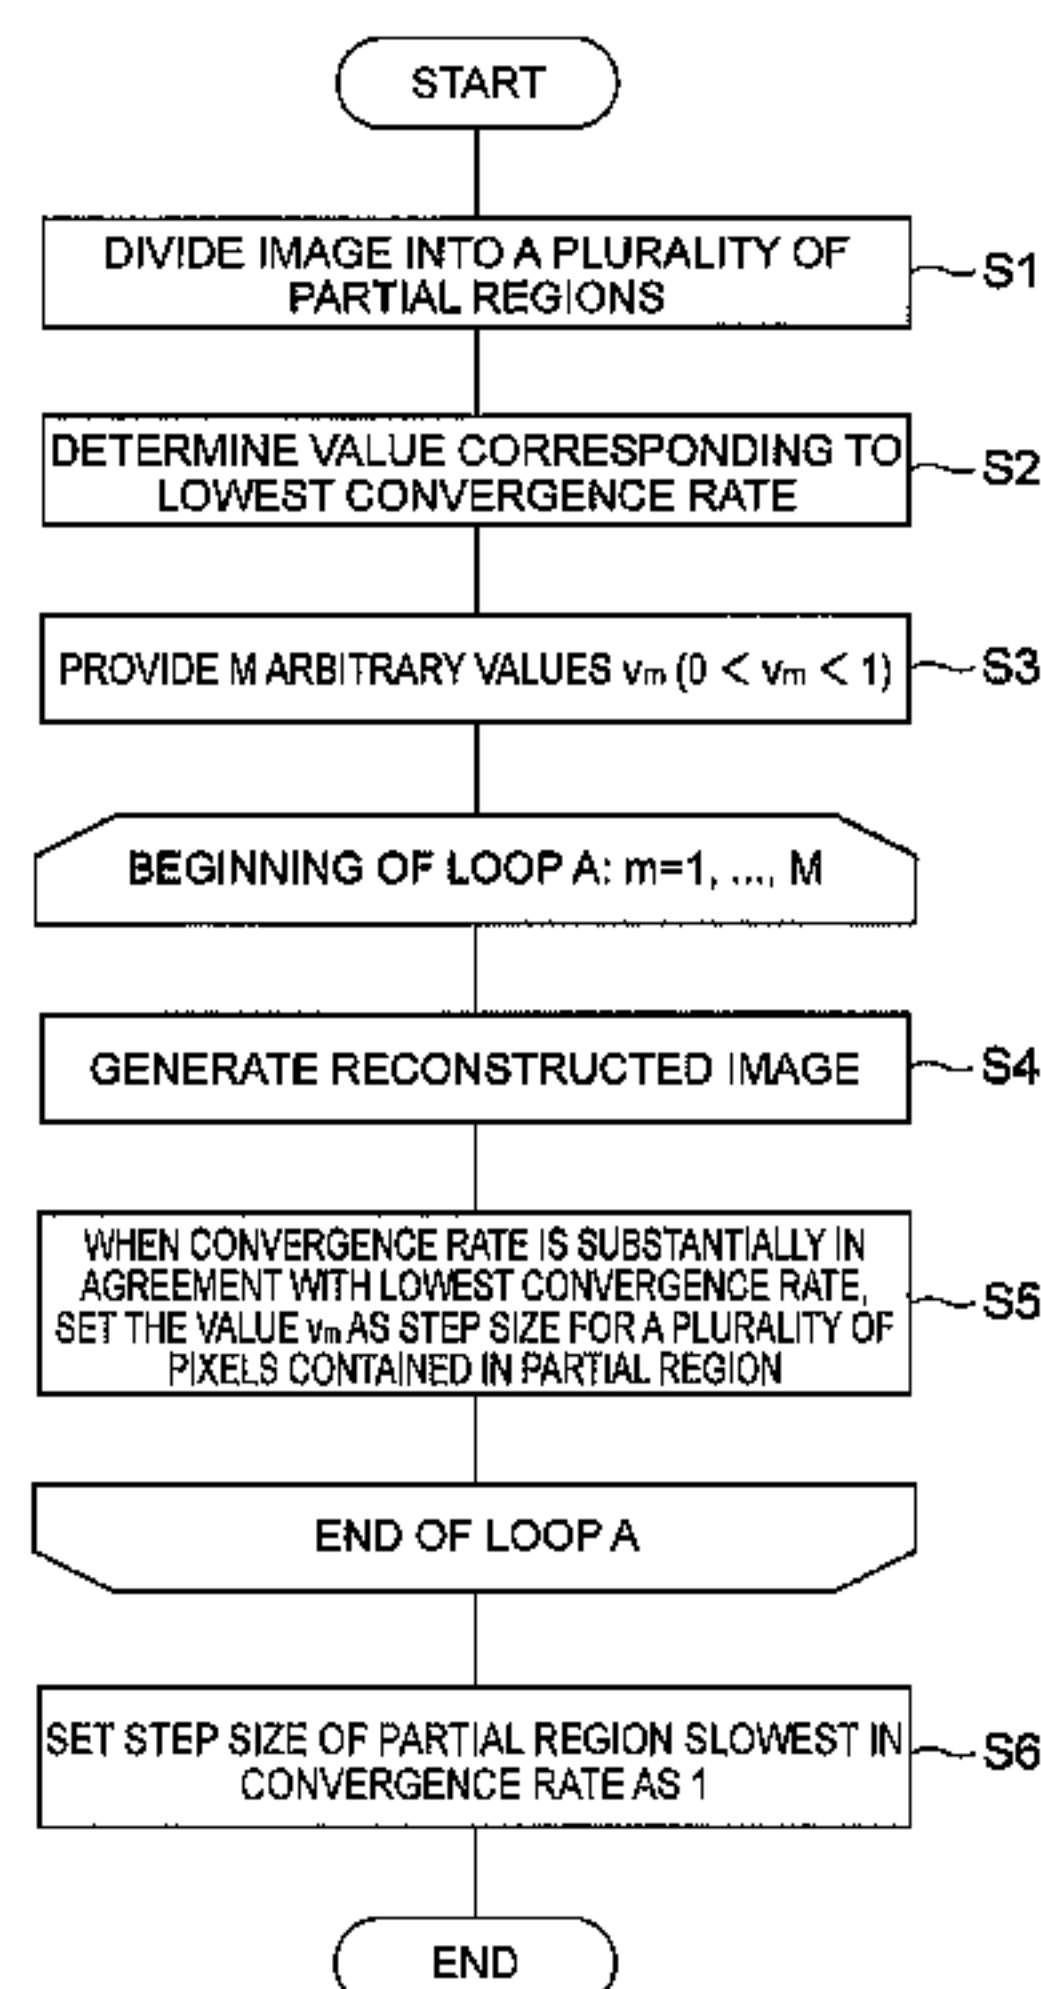 START
DIVIDE IMAGE INTO A PLURALITY OF
PARTIAL REGIONS
S1
DETERMINE VALUE CORRESPONDING TO
LOWEST CONVERGENCE RATE
S2
PROVIDE M ARBITRARY VALUES vm (0 < vm < 1)
S3
BEGINNING OF LOOP A: m=1, ..., M
GENERATE RECONSTRUCTED IMAGE
S4
WHEN CONVERGENCE RATE IS SUBSTANTIALLY IN
AGREEMENT WITH LOWEST CONVERGENCE RATE,
SET THE VALUE vm AS STEP SIZE FOR A PLURALITY OF
PIXELS CONTAINED IN PARTIAL REGION
S5
END OF LOOP A
SET STEP SIZE OF PARTIAL REGION SLOWEST IN
CONVERGENCE RATE AS 1
S6
END